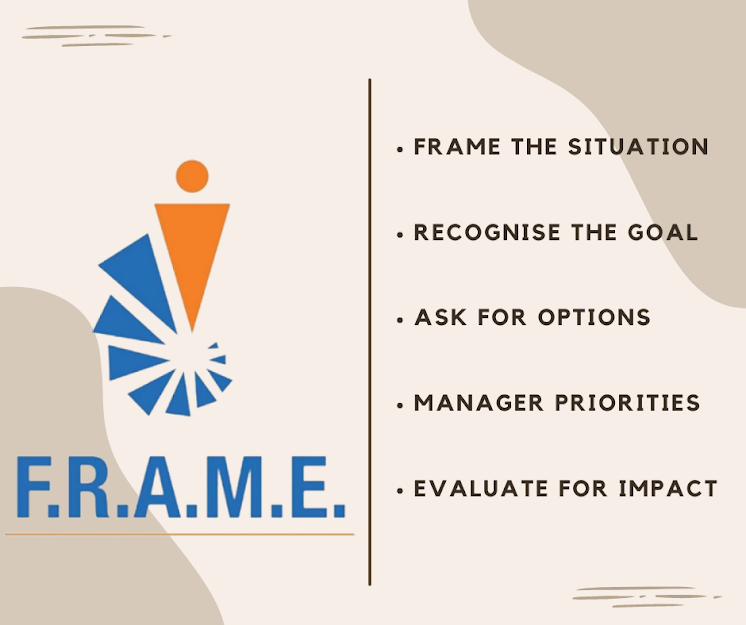 F.R.A.M.E.
• FRAME THE SITUATION
• RECOGNISE THE GOAL
• ASK FOR OPTIONS
• MANAGER PRIORITIES
• EVALUATE FOR IMPACT